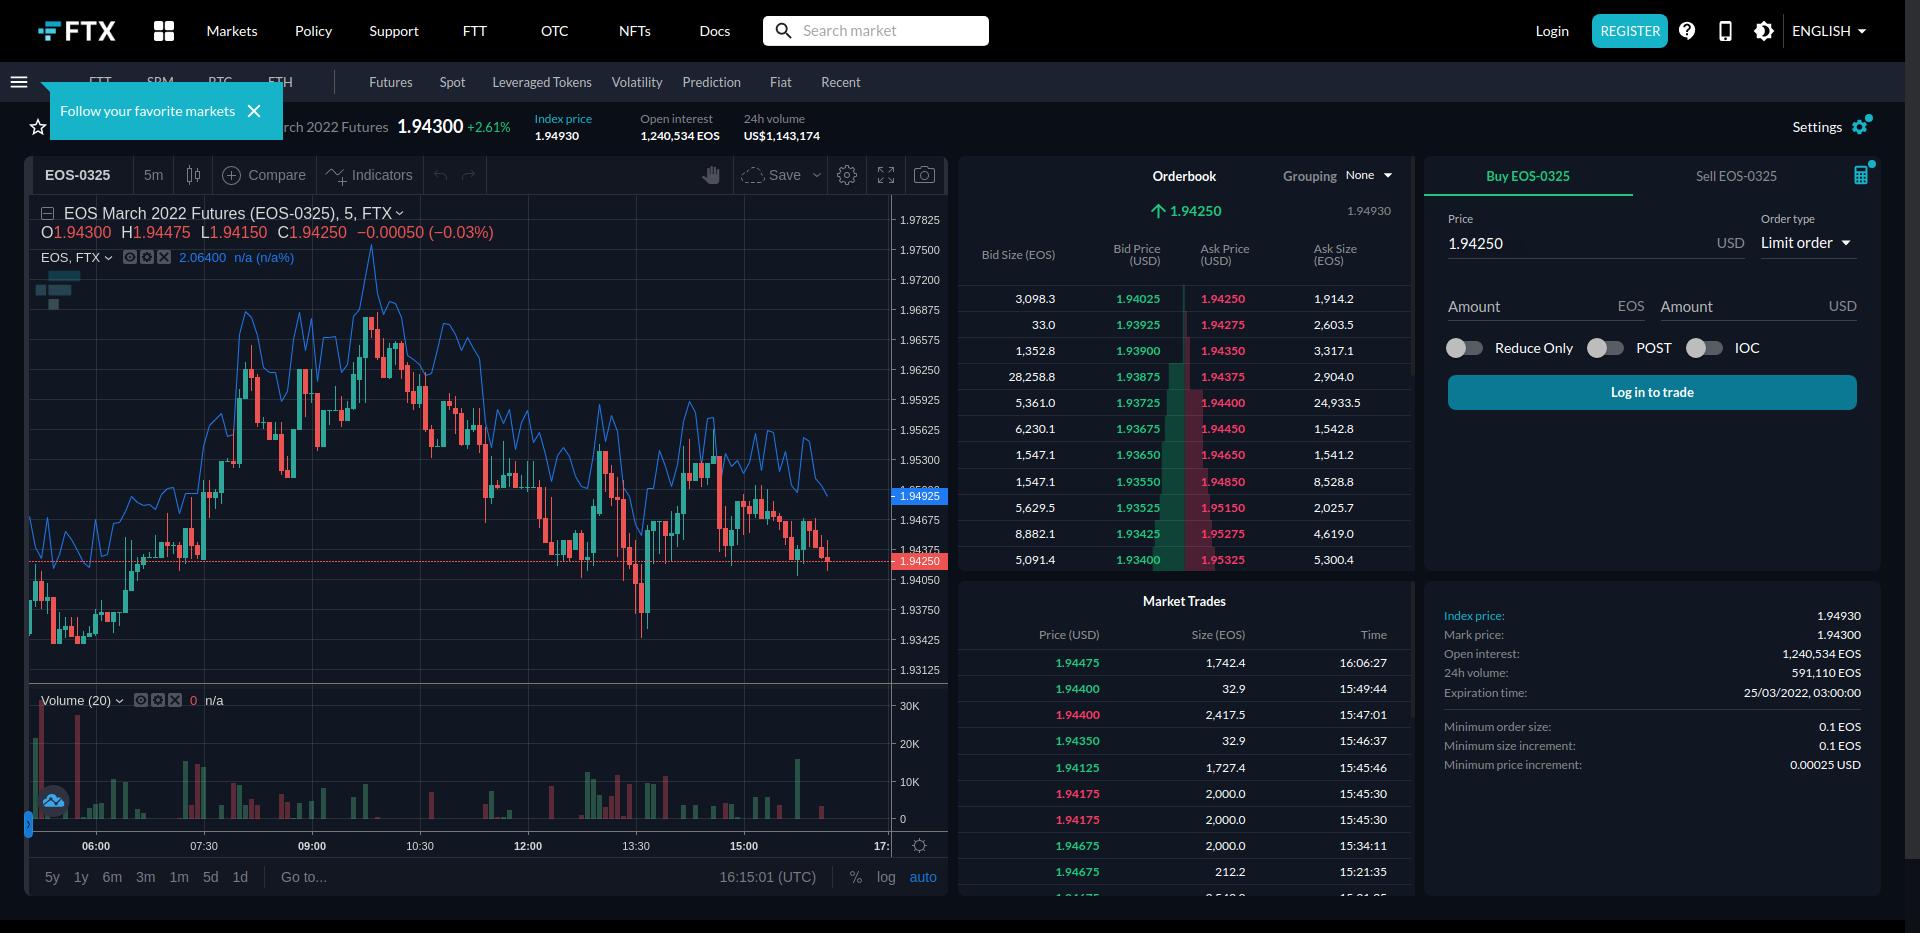 FTX
Markets Policy Support FTT OTC NFTs Docs Search market Login REGISTER ENGLISH
Futures Spot Leveraged Tokens Volatility Prediction Fiat Recent
Follow your favorite markets
2022 Futures 1.94300 +2.61%
Index price
1.94930
Open interest
1,240,534 EOS
24h volume
US$1,143,174
Settings
EOS-0325 5m Compare Indicators Save
EOS March 2022 Futures (EOS-0325), 5, FTX
O1.94300 H1.94475 L1.94150 C1.94250 −0.00050 (−0.03%)
EOS, FTX 2.06400 n/a (n/a%)
1.97825
1.97500
1.97200
1.96875
1.96575
1.96250
1.95925
1.95625
1.95300
1.94925
1.94675
1.94375
1.94250
1.94050
1.93750
1.93425
1.93125
Volume (20) 0 n/a
30K
20K
10K
0
06:00 07:30 09:00 10:30 12:00 13:30 15:00 17:
5y 1y 6m 3m 1m 5d 1d Go to... 16:15:01 (UTC) % log auto
Orderbook Grouping None
1.94250 1.94930
Bid Size (EOS) Bid Price (USD) Ask Price (USD) Ask Size (EOS)
3,098.3 1.94025 1.94250 1,914.2
33.0 1.93925 1.94275 2,603.5
1,352.8 1.93900 1.94350 3,317.1
28,258.8 1.93875 1.94375 2,904.0
5,361.0 1.93725 1.94400 24,933.5
6,230.1 1.93675 1.94450 1,542.8
1,547.1 1.93650 1.94650 1,541.2
1,547.1 1.93550 1.94850 8,528.8
5,629.5 1.93525 1.95150 2,025.7
8,882.1 1.93425 1.95275 4,619.0
5,091.4 1.93400 1.95325 5,300.4
Market Trades
Price (USD) Size (EOS) Time
1.94475 1,742.4 16:06:27
1.94400 32.9 15:49:44
1.94400 2,417.5 15:47:01
1.94350 32.9 15:46:37
1.94125 1,727.4 15:45:46
1.94175 2,000.0 15:45:30
1.94175 2,000.0 15:45:30
1.94675 2,000.0 15:34:11
1.94675 212.2 15:21:35
Buy EOS-0325 Sell EOS-0325
Price Order type
1.94250 USD Limit order
Amount EOS Amount USD
Reduce Only POST IOC
Log in to trade
Index price: 1.94930
Mark price: 1.94300
Open interest: 1,240,534 EOS
24h volume: 591,110 EOS
Expiration time: 25/03/2022, 03:00:00
Minimum order size: 0.1 EOS
Minimum size increment: 0.1 EOS
Minimum price increment: 0.00025 USD